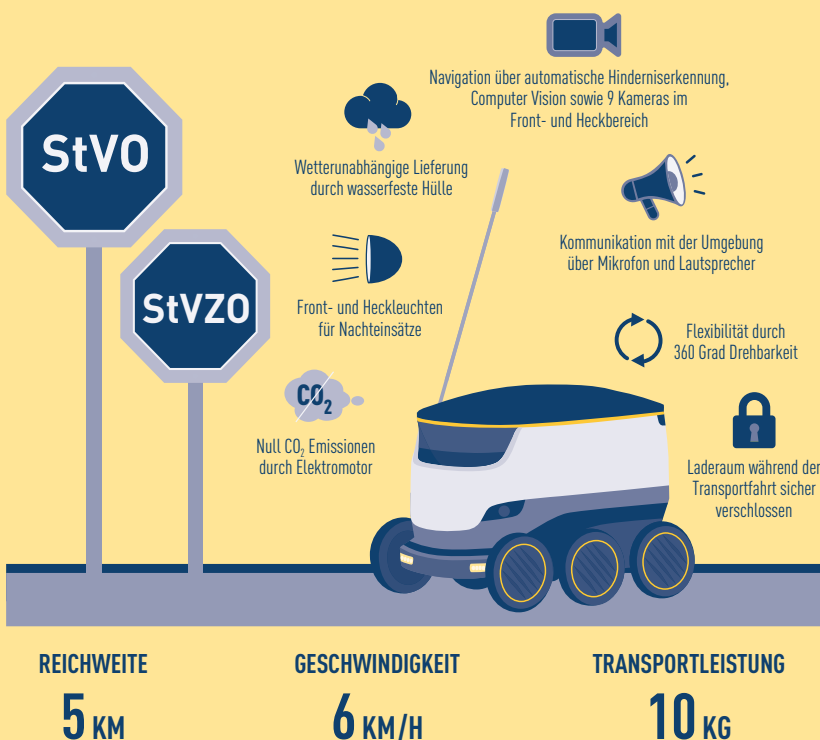 StVO
StVZO
Navigation über automatische Hinderniserkennung,
Computer Vision sowie 9 Kameras im
Front- und Heckbereich
Wetterunabhängige Lieferung
durch wasserfeste Hülle
Kommunikation mit der Umgebung
über Mikrofon und Lautsprecher
Front- und Heckleuchten
für Nachteinsätze
Flexibilität durch
360 Grad Drehbarkeit
CO₂
Null CO₂ Emissionen
durch Elektromotor
Laderaum während der
Transportfahrt sicher
verschlossen
REICHWEITE
5 KM
GESCHWINDIGKEIT
6 KM/H
TRANSPORTLEISTUNG
10 KG